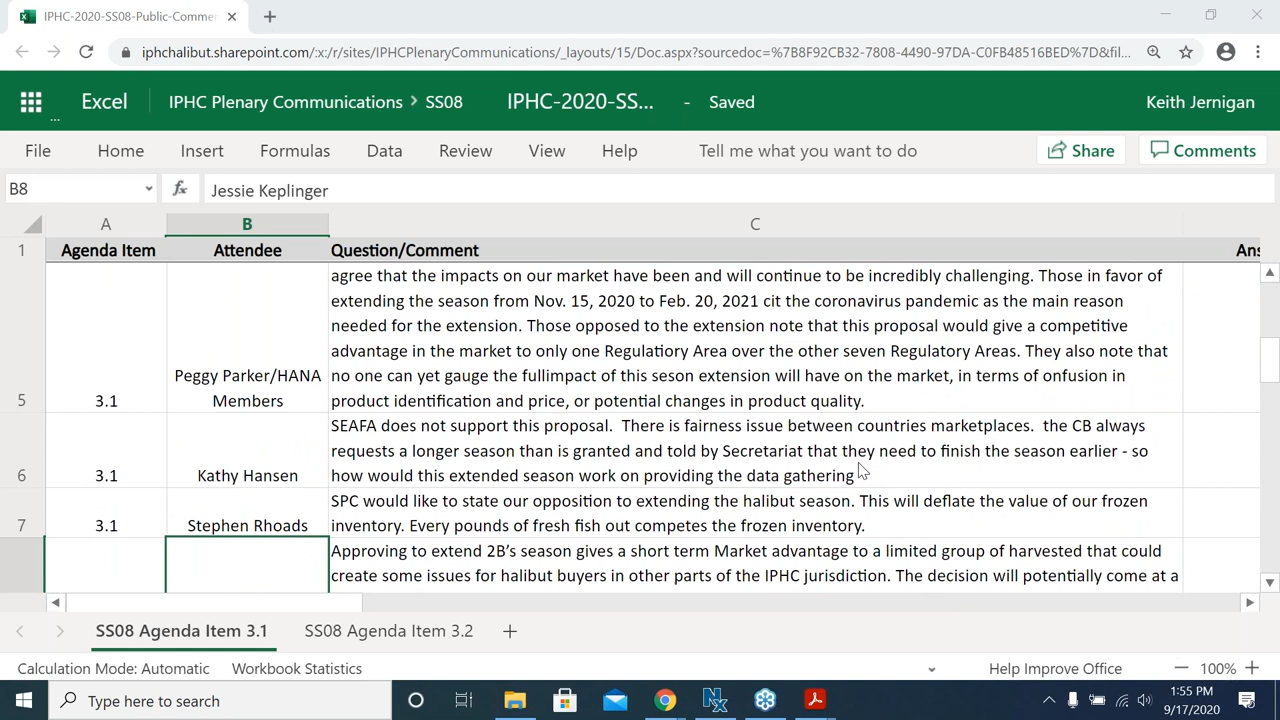 IPHC-2020-SS08-Public-Commen
iphchalibut.sharepoint.com/:x:/r/sites/IPHCPlenaryCommunications/_layouts/15/Doc.aspx?sourcedoc=%7B8F92CB32-7808-4490-97DA-C0FB48516BED%7D&fil...
Excel IPHC Plenary Communications > SS08 IPHC-2020-SS... - Saved Keith Jernigan
File Home Insert Formulas Data Review View Help Tell me what you want to do Share Comments
B8 fx Jessie Keplinger
A B C
1 Agenda Item Attendee Question/Comment Ans
agree that the impacts on our market have been and will continue to be incredibly challenging. Those in favor of
extending the season from Nov. 15, 2020 to Feb. 20, 2021 cit the coronavirus pandemic as the main reason
needed for the extension. Those opposed to the extension note that this proposal would give a competitive
advantage in the market to only one Regulatiory Area over the other seven Regulatory Areas. They also note that
Peggy Parker/HANA no one can yet gauge the fullimpact of this seson extension will have on the market, in terms of onfusion in
5 3.1 Members product identification and price, or potential changes in product quality.
SEAFA does not support this proposal.  There is fairness issue between countries marketplaces.  the CB always
requests a longer season than is granted and told by Secretariat that they need to finish the season earlier - so
6 3.1 Kathy Hansen how would this extended season work on providing the data gathering
SPC would like to state our opposition to extending the halibut season. This will deflate the value of our frozen
7 3.1 Stephen Rhoads inventory. Every pounds of fresh fish out competes the frozen inventory.
Approving to extend 2B's season gives a short term Market advantage to a limited group of harvested that could
create some issues for halibut buyers in other parts of the IPHC jurisdiction. The decision will potentially come at a
SS08 Agenda Item 3.1 SS08 Agenda Item 3.2
Calculation Mode: Automatic Workbook Statistics Help Improve Office 100%
Type here to search 1:55 PM
9/17/2020